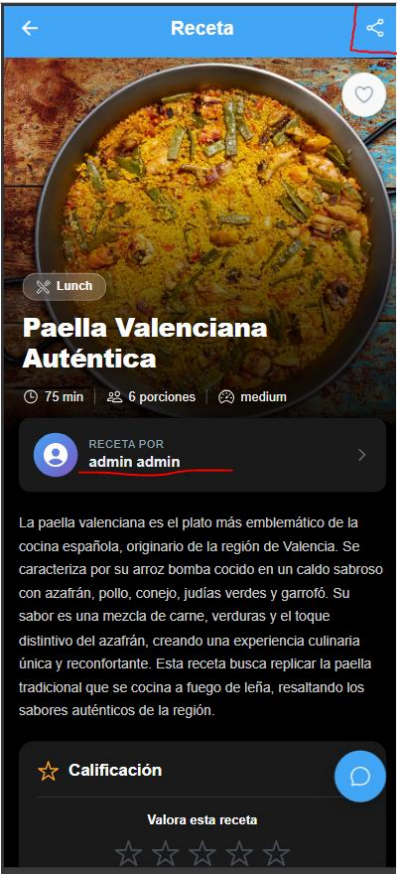 Receta
Lunch
Paella Valenciana
Auténtica
75 min
6 porciones
medium
RECETA POR
admin admin
La paella valenciana es el plato más emblemático de la
cocina española, originario de la región de Valencia. Se
caracteriza por su arroz bomba cocido en un caldo sabroso
con azafrán, pollo, conejo, judías verdes y garrofó. Su
sabor es una mezcla de carne, verduras y el toque
distintivo del azafrán, creando una experiencia culinaria
única y reconfortante. Esta receta busca replicar la paella
tradicional que se cocina a fuego de leña, resaltando los
sabores auténticos de la región.
Calificación
Valora esta receta